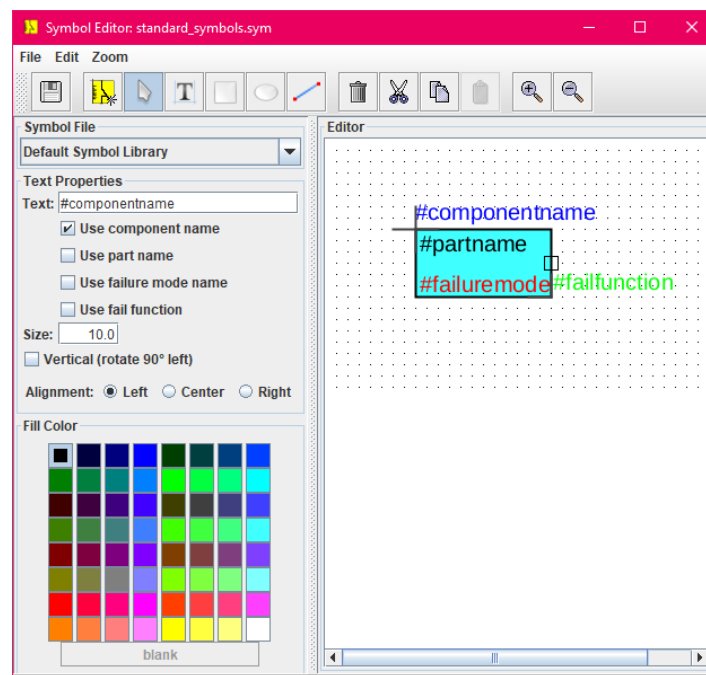 Symbol Editor: standard_symbols.sym
File Edit Zoom
T
Symbol File
Default Symbol Library
Text Properties
Text: #componentname
Use component name
Use part name
Use failure mode name
Use fail function
Size: 10.0
Vertical (rotate 90° left)
Alignment: Left Center Right
Fill Color
blank
Editor
#componentname
#partname
#failuremode #failfunction